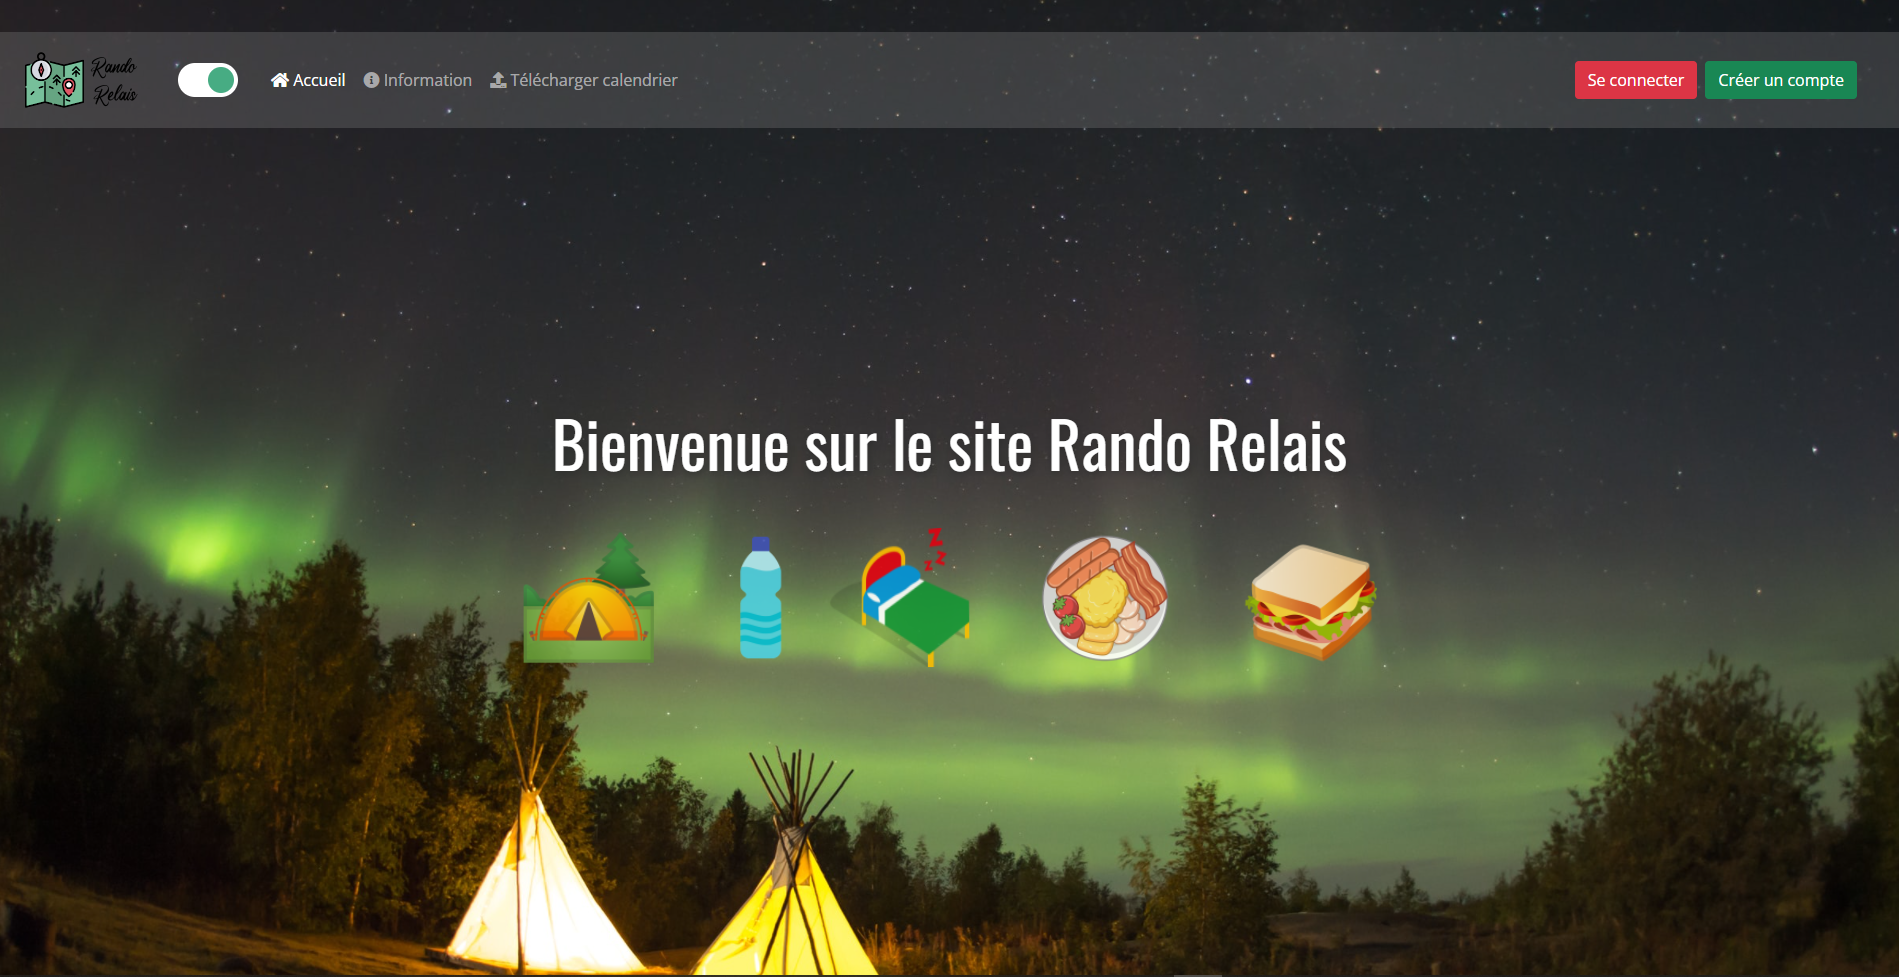 Rando
Relais
Accueil
Information
Télécharger calendrier
Se connecter
Créer un compte
Bienvenue sur le site Rando Relais
z
z
z